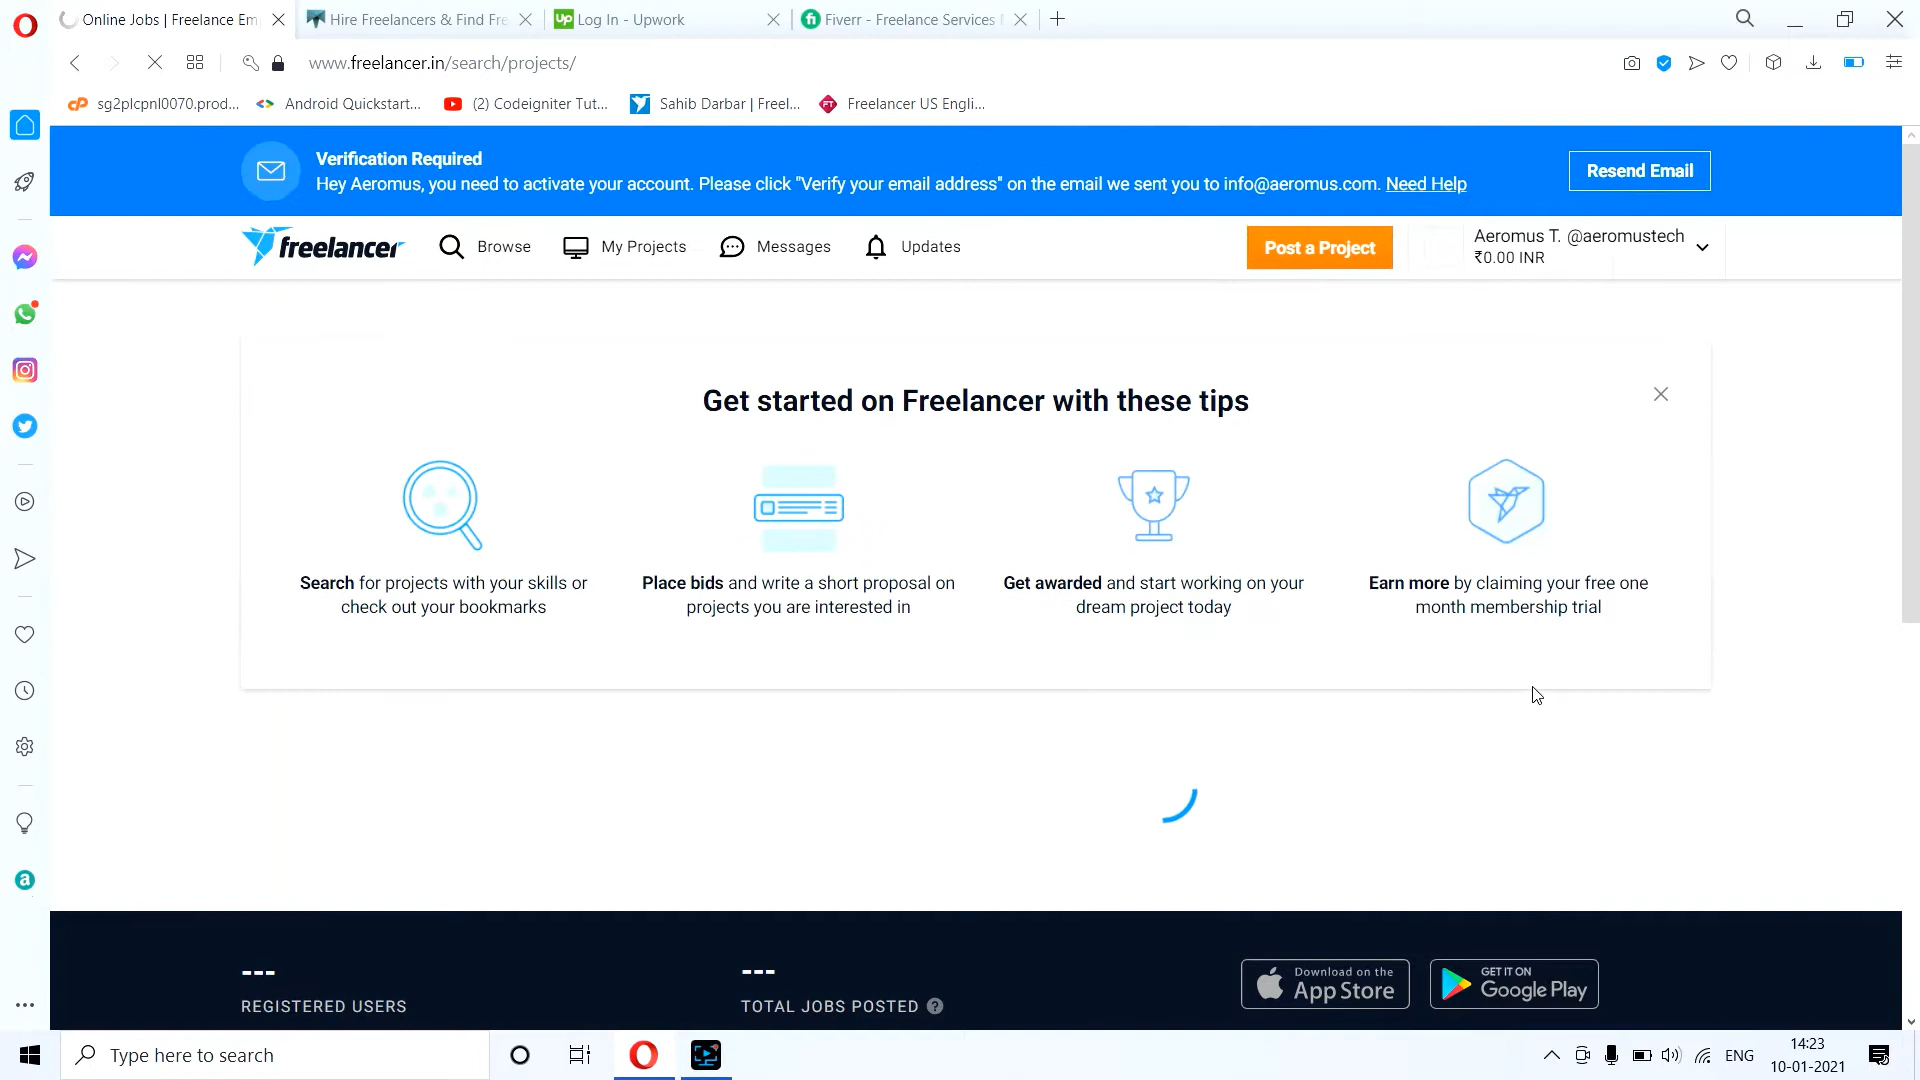 Online Jobs | Freelance Em
Hire Freelancers & Find Fre
Up Log In - Upwork
fi Fiverr - Freelance Services
www.freelancer.in/search/projects/
cP sg2plcpnl0070.prod...
Android Quickstart...
(2) Codeigniter Tut...
Sahib Darbar | Freel...
FT Freelancer US Engli...
Verification Required
Hey Aeromus, you need to activate your account. Please click "Verify your email address" on the email we sent you to info@aeromus.com. Need Help
Resend Email
freelancer
Browse
My Projects
Messages
Updates
Post a Project
Aeromus T. @aeromustech
₹0.00 INR
Get started on Freelancer with these tips
Search for projects with your skills or
check out your bookmarks
Place bids and write a short proposal on
projects you are interested in
Get awarded and start working on your
dream project today
Earn more by claiming your free one
month membership trial
---
REGISTERED USERS
---
TOTAL JOBS POSTED ?
Download on the
App Store
GET IT ON
Google Play
Type here to search
ENG
14:23
10-01-2021